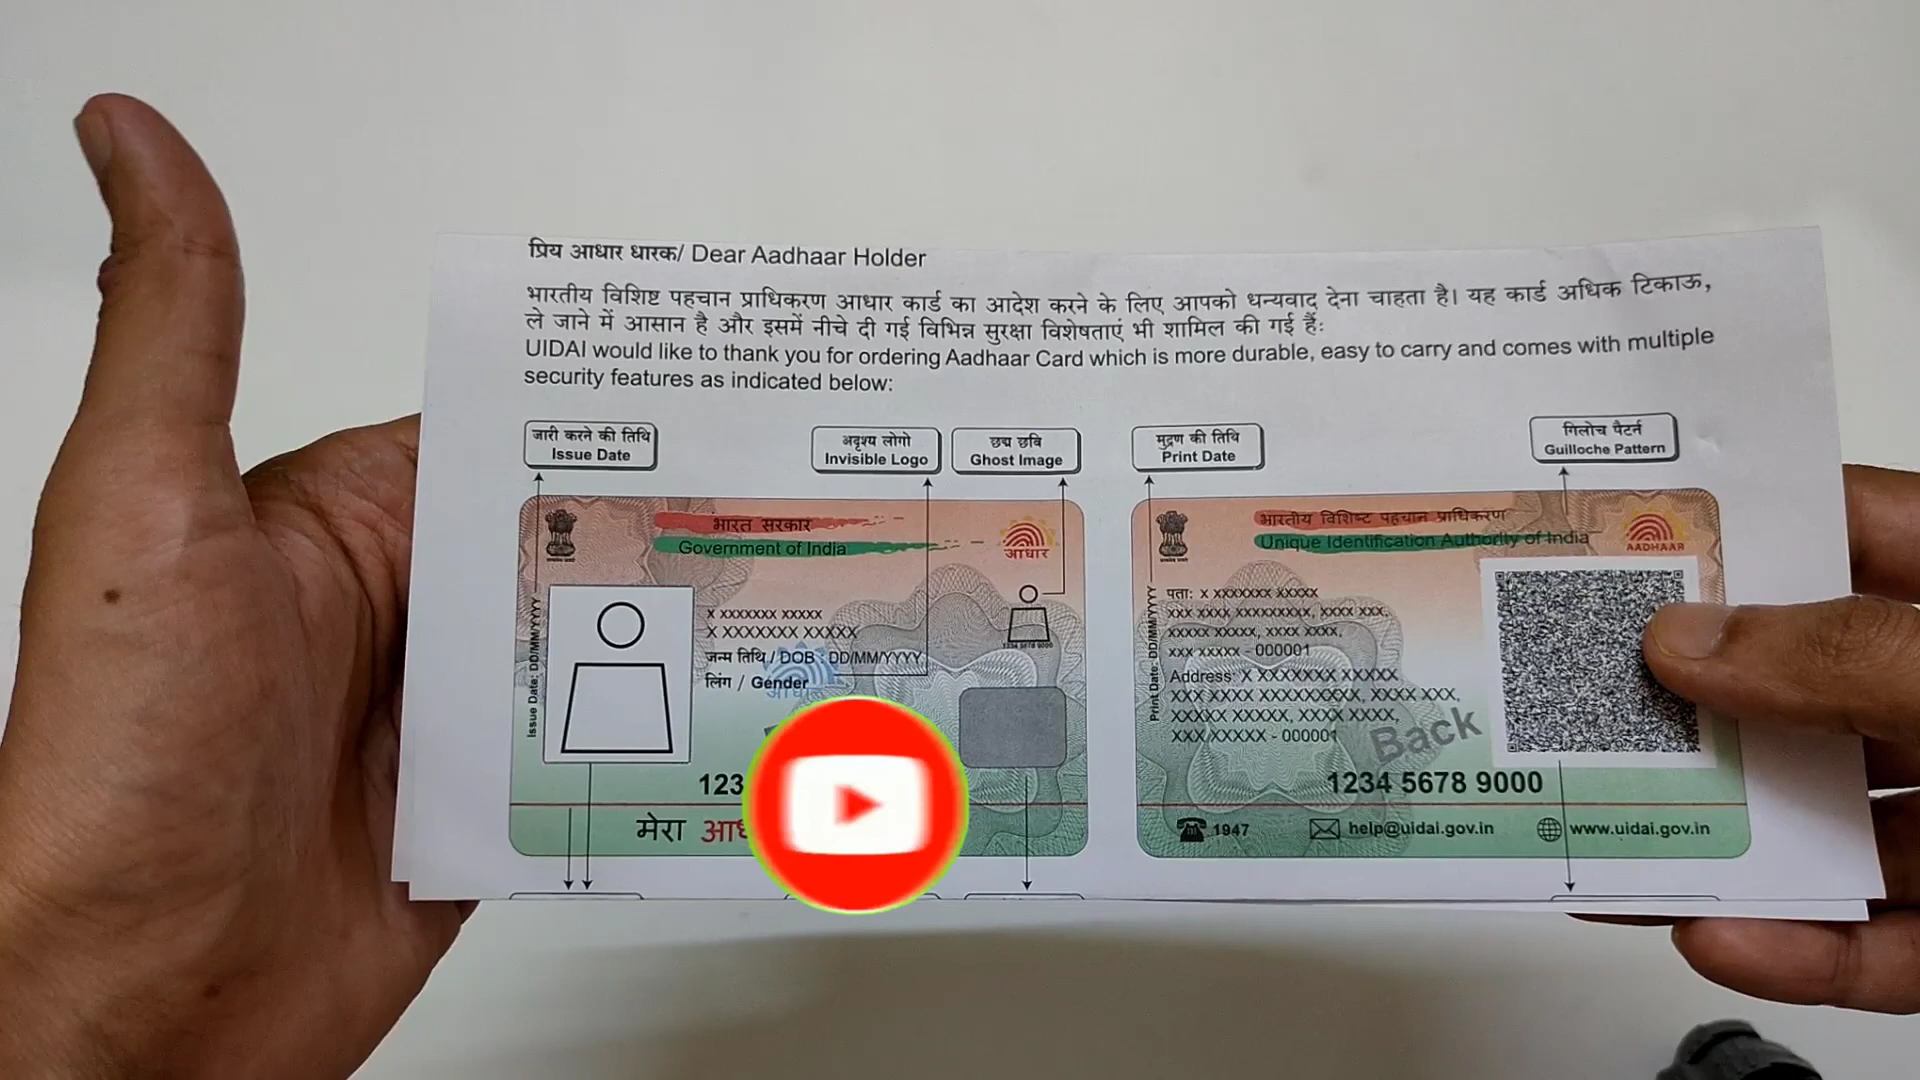 प्रिय आधार धारक/ Dear Aadhaar Holder
भारतीय विशिष्ट पहचान प्राधिकरण आधार कार्ड का आदेश करने के लिए आपको धन्यवाद देना चाहता है। यह कार्ड अधिक टिकाऊ,
ले जाने में आसान है और इसमें नीचे दी गई विभिन्न सुरक्षा विशेषताएं भी शामिल की गई हैं:
UIDAI would like to thank you for ordering Aadhaar Card which is more durable, easy to carry and comes with multiple
security features as indicated below:
जारी करने की तिथि
Issue Date
अदृश्य लोगो
Invisible Logo
छद्म छवि
Ghost Image
मुद्रण की तिथि
Print Date
गिलोच पैटर्न
Guilloche Pattern
भारत सरकार
Government of India
आधार
Issue Date: DD/MM/YYYY
X XXXXXXX XXXXX
X XXXXXXX XXXXX
जन्म तिथि / DOB : DD/MM/YYYY
लिंग / Gender
आधार
1234 5678 9000
123
मेरा आध
भारतीय विशिष्ट पहचान प्राधिकरण
Unique Identification Authority of India
AADHAAR
Print Date: DD/MM/YYYY
पता: X XXXXXXX XXXXX
XXX XXXX XXXXXXXXX, XXXX XXX,
XXXXX XXXXX, XXXX XXXX,
XXX XXXXX - 000001
Address: X XXXXXXX XXXXX
XXX XXXX XXXXXXXXX, XXXX XXX,
XXXXX XXXXX, XXXX XXXX,
XXX XXXXX - 000001
Back
1234 5678 9000
1947
help@uidai.gov.in
www.uidai.gov.in